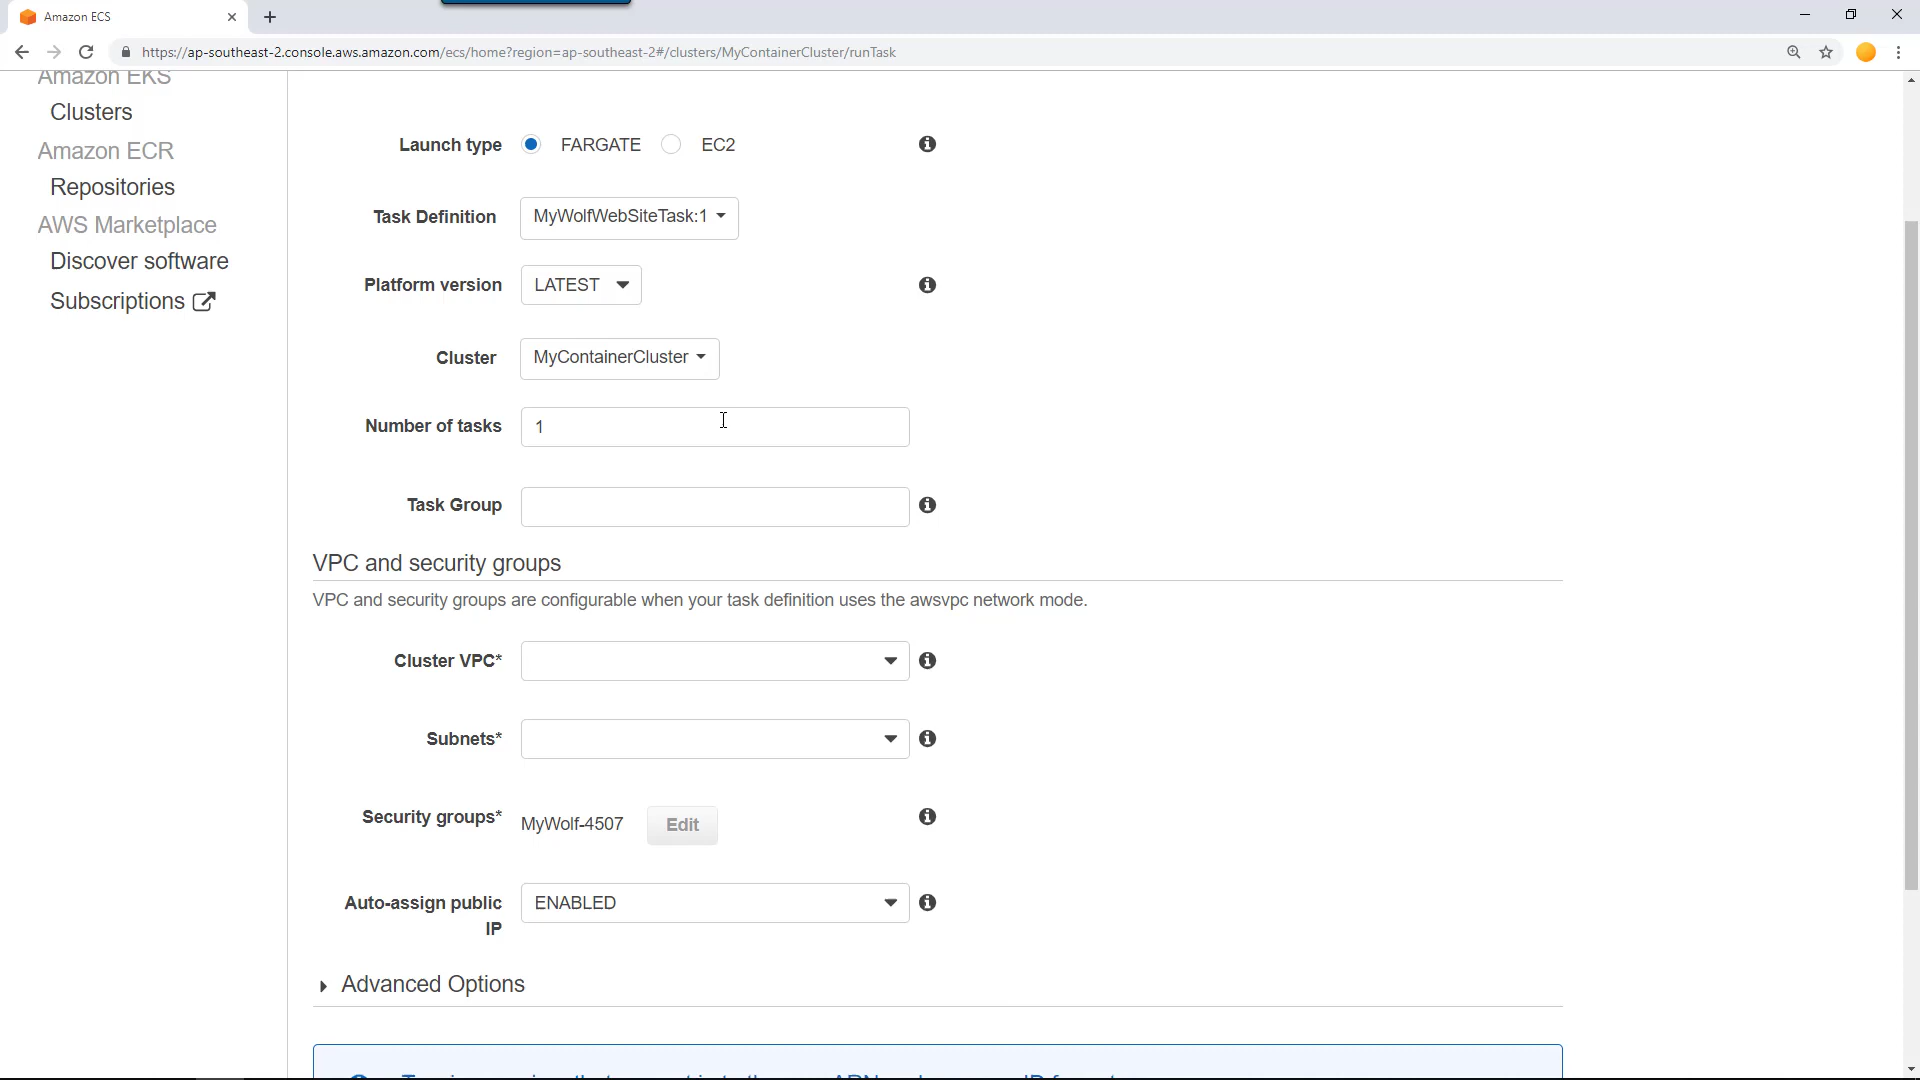 Amazon ECS
https://ap-southeast-2.console.aws.amazon.com/ecs/home?region=ap-southeast-2#/clusters/MyContainerCluster/runTask
Amazon EKS
Clusters
Amazon ECR
Repositories
AWS Marketplace
Discover software
Subscriptions
Launch type FARGATE EC2
Task Definition MyWolfWebSiteTask:1
Platform version LATEST
Cluster MyContainerCluster
Number of tasks 1
Task Group
VPC and security groups
VPC and security groups are configurable when your task definition uses the awsvpc network mode.
Cluster VPC*
Subnets*
Security groups* MyWolf-4507 Edit
Auto-assign public ENABLED
IP
Advanced Options